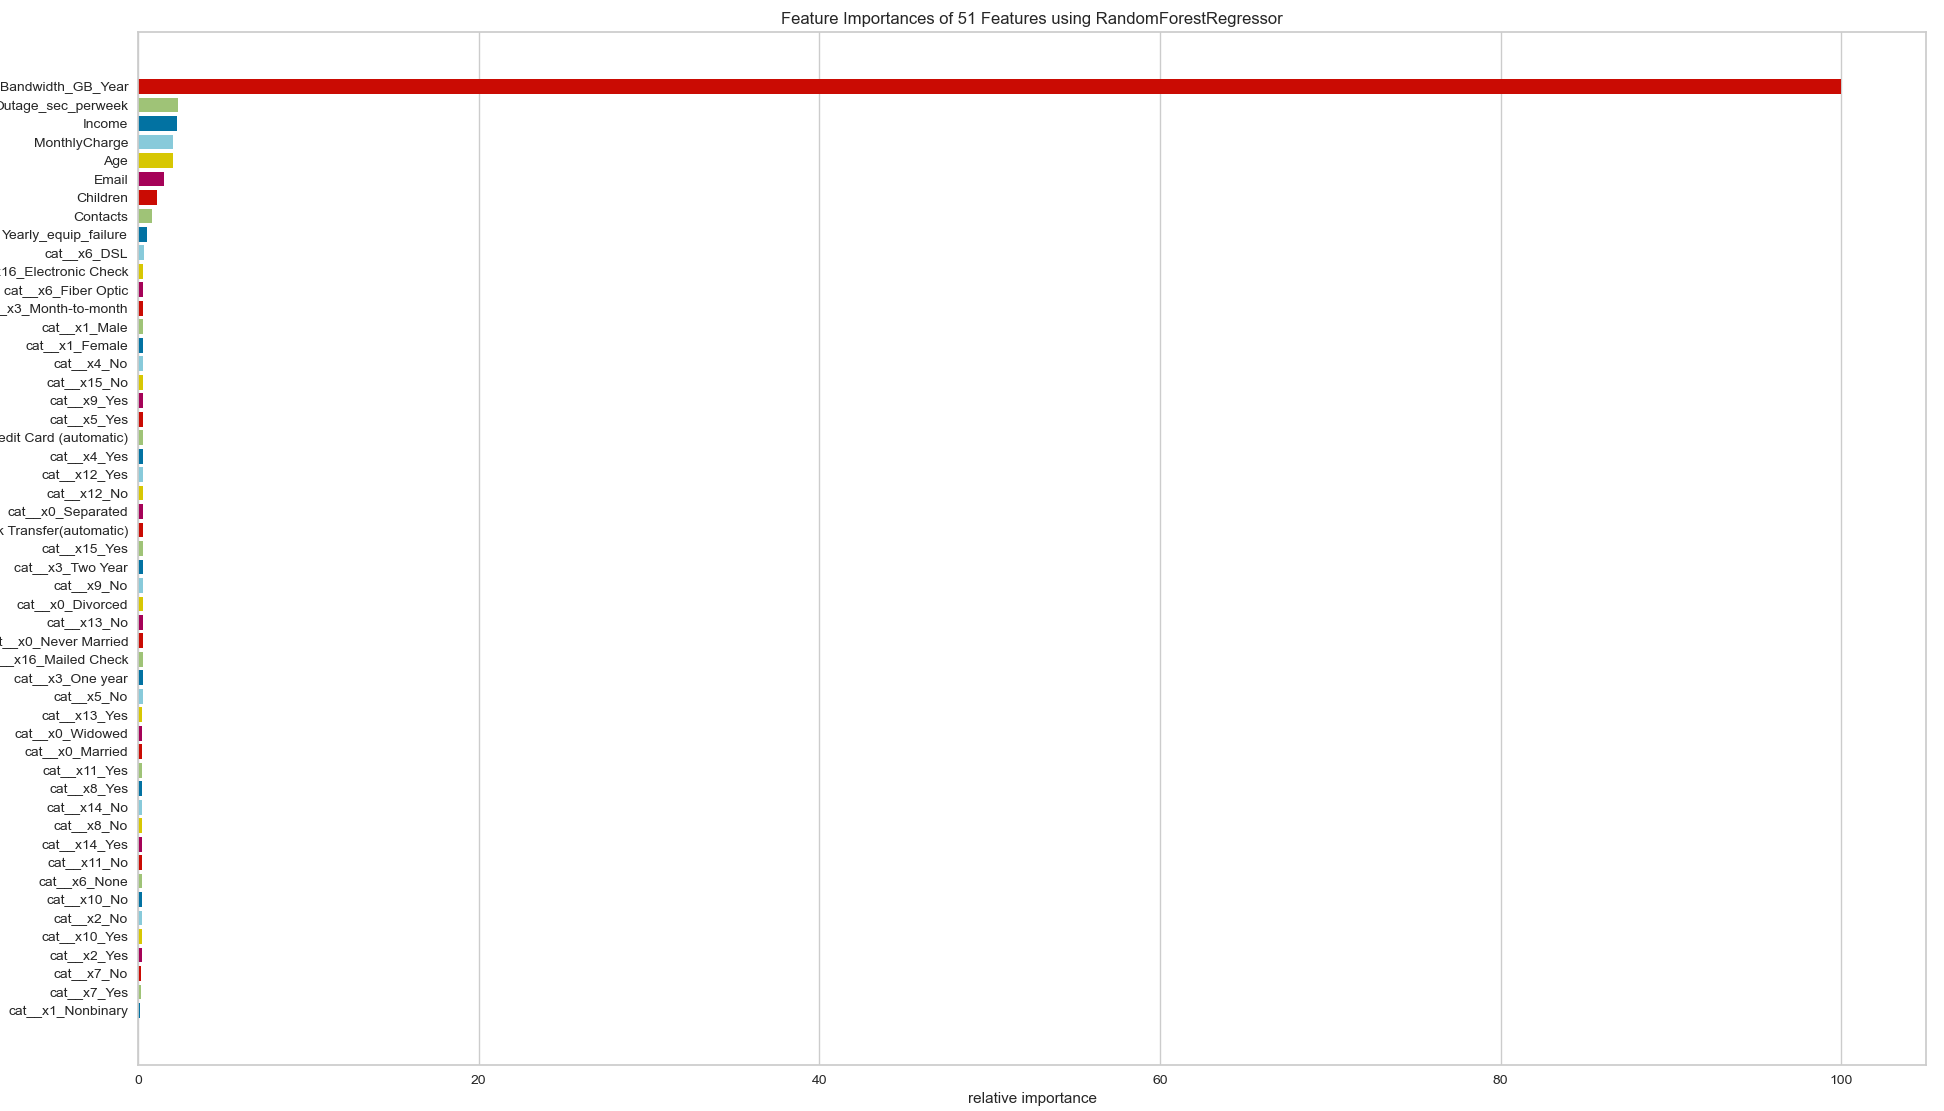 Feature Importances of 51 Features using RandomForestRegressor
Bandwidth_GB_Year
Outage_sec_perweek
Income
MonthlyCharge
Age
Email
Children
Contacts
Yearly_equip_failure
cat__x6_DSL
x16_Electronic Check
cat__x6_Fiber Optic
_x3_Month-to-month
cat__x1_Male
cat__x1_Female
cat__x4_No
cat__x15_No
cat__x9_Yes
cat__x5_Yes
edit Card (automatic)
cat__x4_Yes
cat__x12_Yes
cat__x12_No
cat__x0_Separated
k Transfer(automatic)
cat__x15_Yes
cat__x3_Two Year
cat__x9_No
cat__x0_Divorced
cat__x13_No
t__x0_Never Married
__x16_Mailed Check
cat__x3_One year
cat__x5_No
cat__x13_Yes
cat__x0_Widowed
cat__x0_Married
cat__x11_Yes
cat__x8_Yes
cat__x14_No
cat__x8_No
cat__x14_Yes
cat__x11_No
cat__x6_None
cat__x10_No
cat__x2_No
cat__x10_Yes
cat__x2_Yes
cat__x7_No
cat__x7_Yes
cat__x1_Nonbinary
0 20 40 60 80 100
relative importance